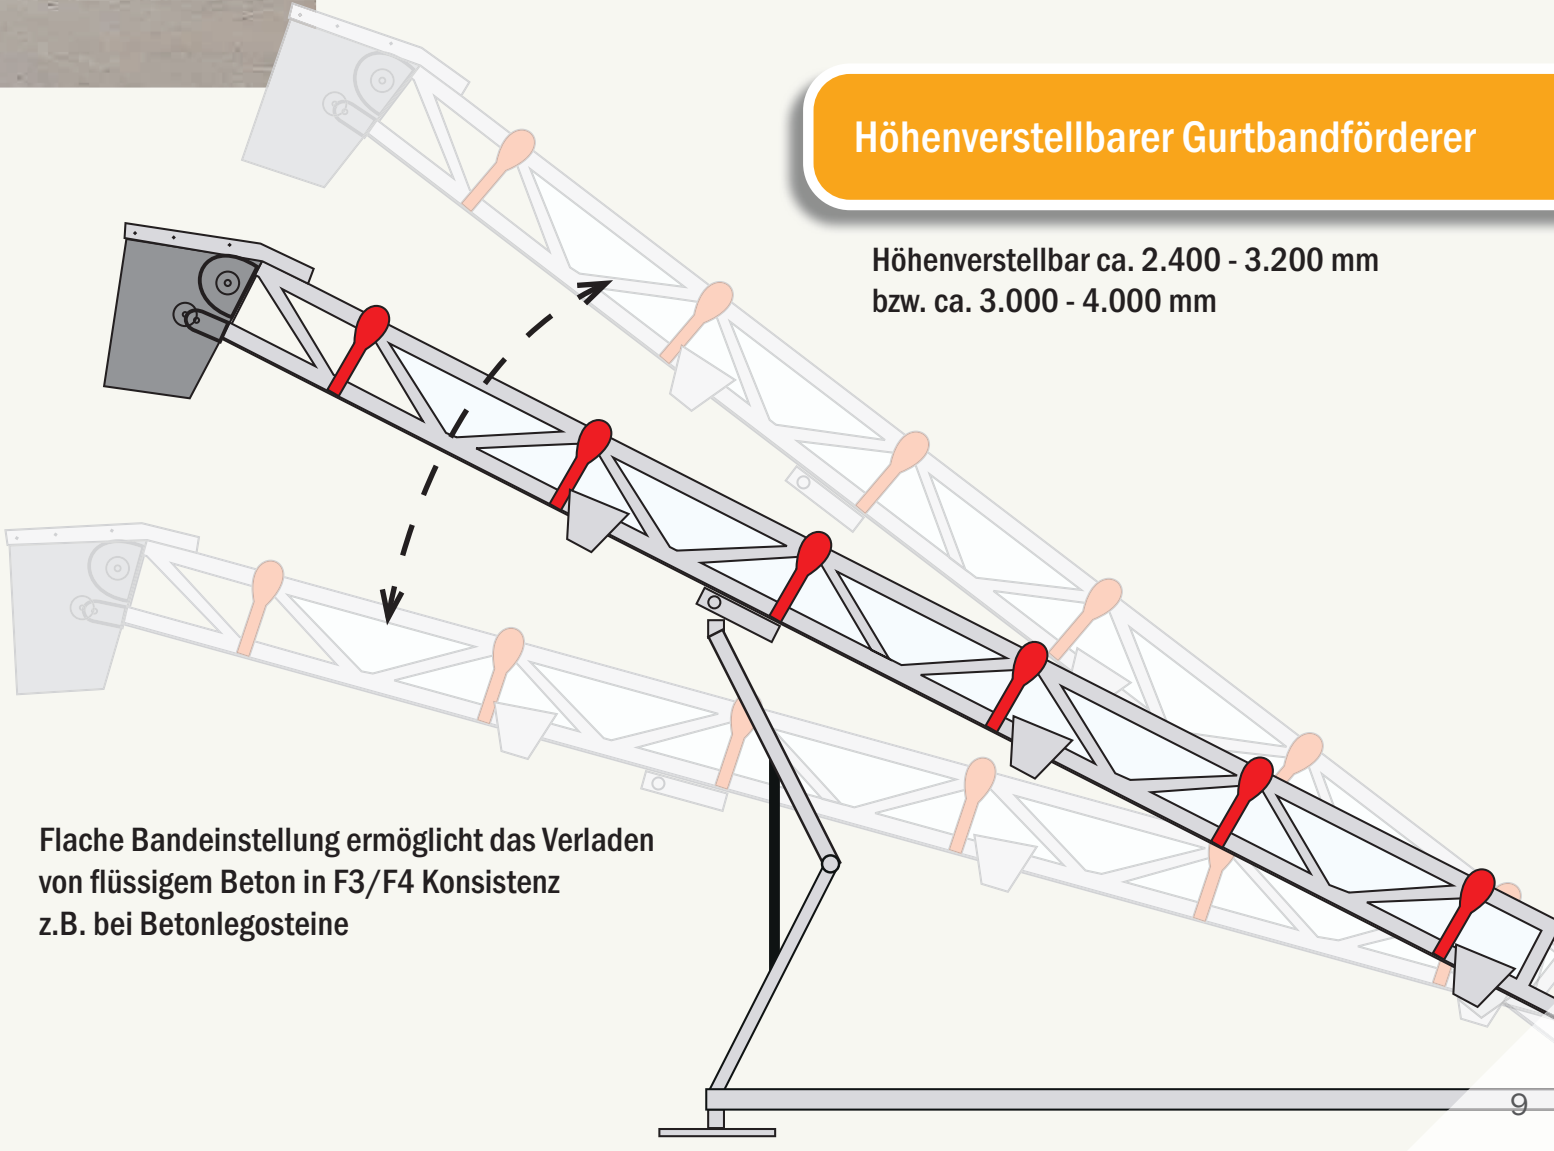 Höhenverstellbarer Gurtbandförderer
Höhenverstellbar ca. 2.400 - 3.200 mm
bzw. ca. 3.000 - 4.000 mm
Flache Bandeinstellung ermöglicht das Verladen
von flüssigem Beton in F3/F4 Konsistenz
z.B. bei Betonlegosteine
9